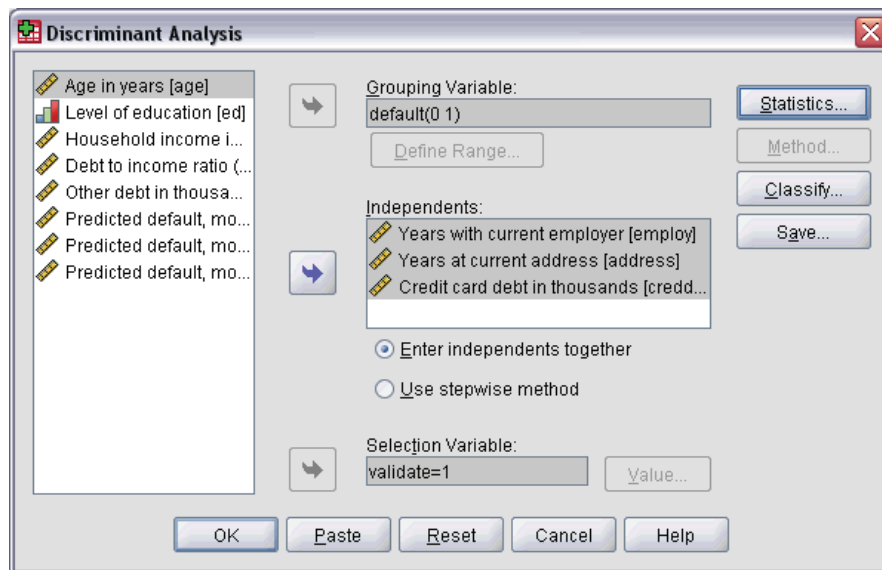 Discriminant Analysis
Age in years [age]
Level of education [ed]
Household income i...
Debt to income ratio (...
Other debt in thousa...
Predicted default, mo...
Predicted default, mo...
Predicted default, mo...
Grouping Variable:
default(0 1)
Define Range...
Independents:
Years with current employer [employ]
Years at current address [address]
Credit card debt in thousands [credd...
Enter independents together
Use stepwise method
Selection Variable:
validate=1
Value...
Statistics...
Method...
Classify...
Save...
OK
Paste
Reset
Cancel
Help